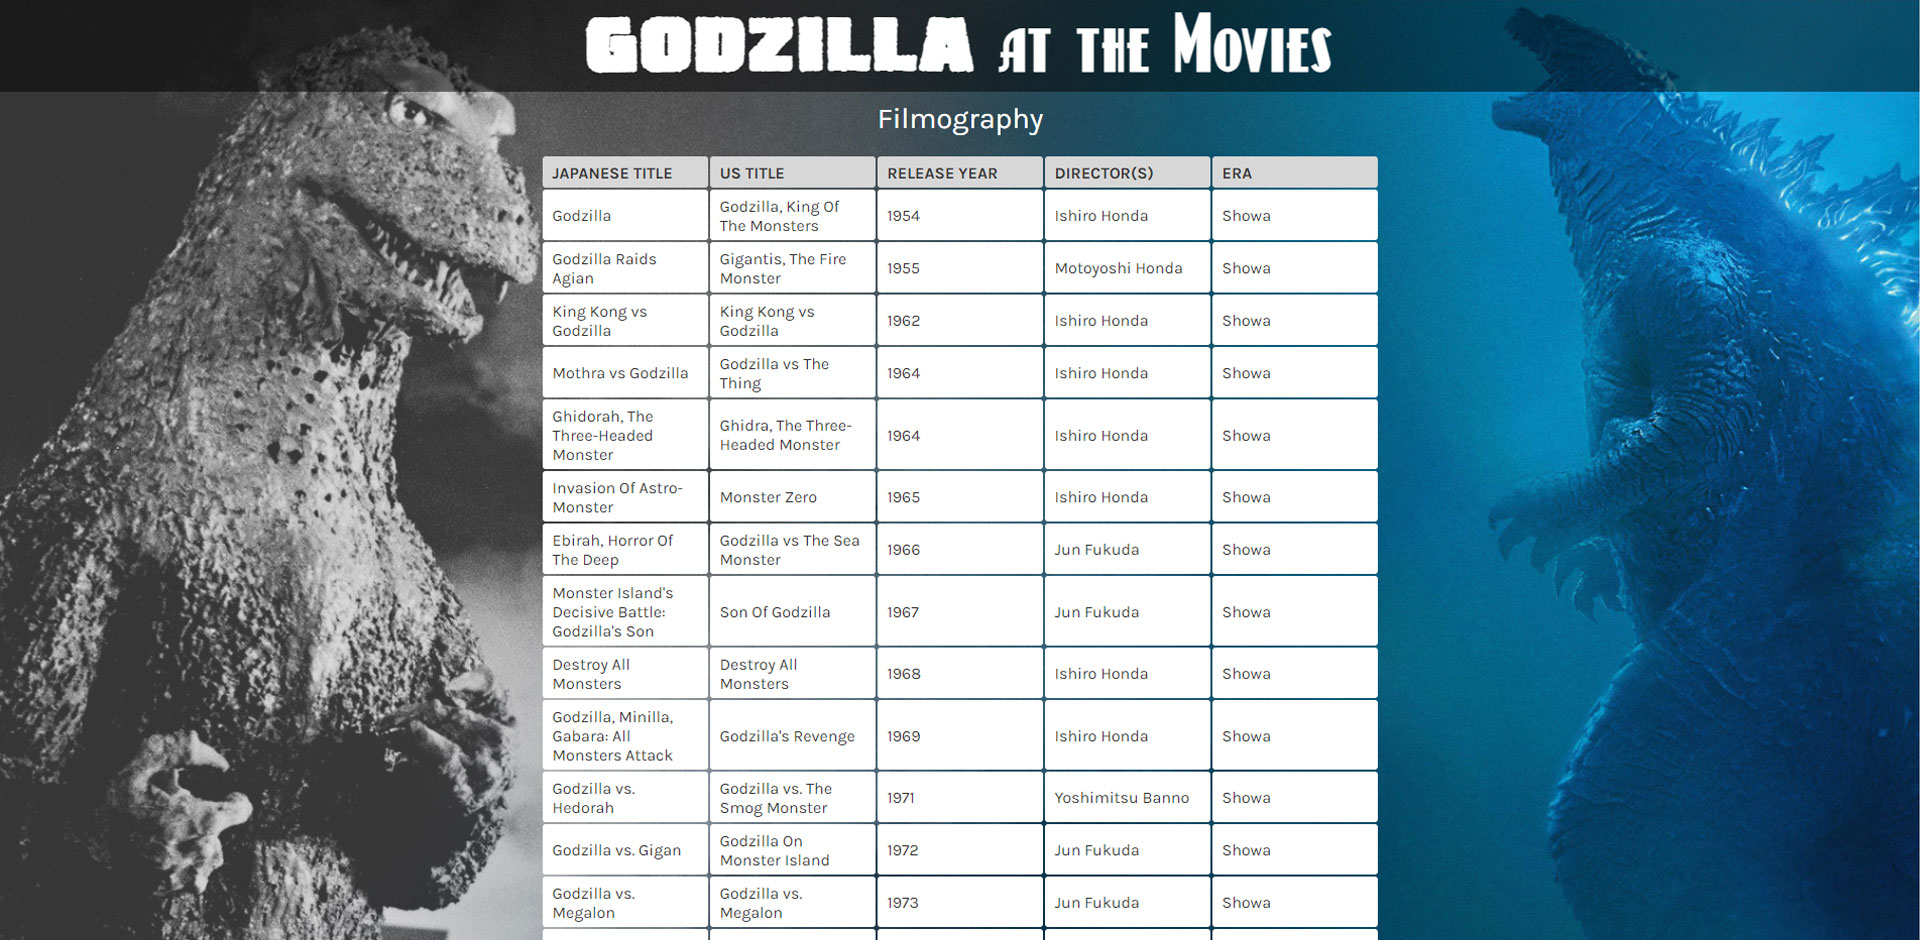 GODZILLA AT THE MOVIES
Filmography
JAPANESE TITLE US TITLE RELEASE YEAR DIRECTOR(S) ERA
Godzilla Godzilla, King Of The Monsters 1954 Ishiro Honda Showa
Godzilla Raids Agian Gigantis, The Fire Monster 1955 Motoyoshi Honda Showa
King Kong vs Godzilla King Kong vs Godzilla 1962 Ishiro Honda Showa
Mothra vs Godzilla Godzilla vs The Thing 1964 Ishiro Honda Showa
Ghidorah, The Three-Headed Monster Ghidra, The Three-Headed Monster 1964 Ishiro Honda Showa
Invasion Of Astro-Monster Monster Zero 1965 Ishiro Honda Showa
Ebirah, Horror Of The Deep Godzilla vs The Sea Monster 1966 Jun Fukuda Showa
Monster Island's Decisive Battle: Godzilla's Son Son Of Godzilla 1967 Jun Fukuda Showa
Destroy All Monsters Destroy All Monsters 1968 Ishiro Honda Showa
Godzilla, Minilla, Gabara: All Monsters Attack Godzilla's Revenge 1969 Ishiro Honda Showa
Godzilla vs. Hedorah Godzilla vs. The Smog Monster 1971 Yoshimitsu Banno Showa
Godzilla vs. Gigan Godzilla On Monster Island 1972 Jun Fukuda Showa
Godzilla vs. Megalon Godzilla vs. Megalon 1973 Jun Fukuda Showa